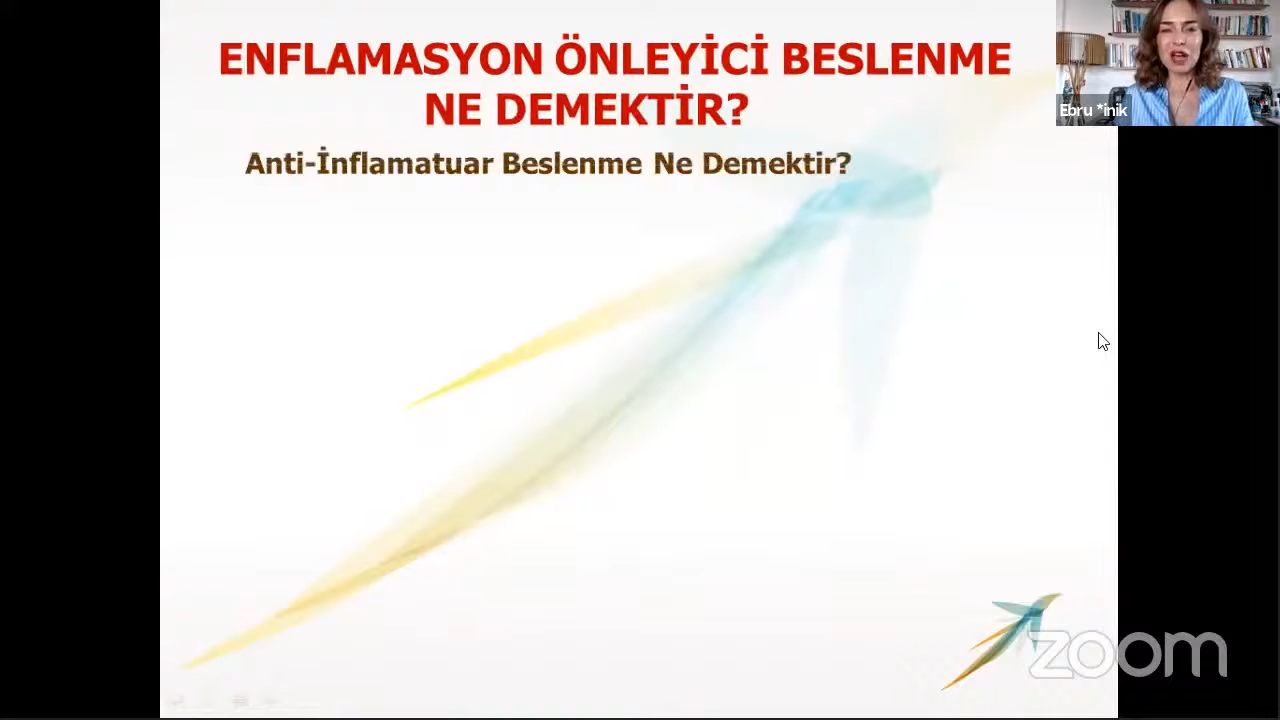 ENFLAMASYON ÖNLEYİCİ BESLENME
NE DEMEKTİR?
Anti-İnflamatuar Beslenme Ne Demektir?
Ebru *inik
zoom